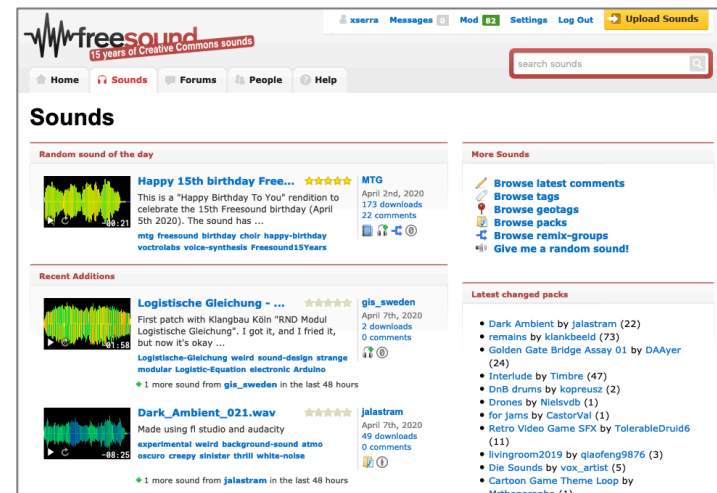 xserra Messages 0 Mod 82 Settings Log Out Upload Sounds
freesound
15 years of Creative Commons sounds
search sounds
Home Sounds Forums People Help
Sounds
Random sound of the day
Happy 15th birthday Free...
This is a "Happy Birthday To You" rendition to
celebrate the 15th Freesound birthday (April
5th 2020). The sound has ...
mtg freesound birthday choir happy-birthday
voctrolabs voice-synthesis Freesound15Years
-00:21
MTG
April 2nd, 2020
173 downloads
22 comments
Recent Additions
Logistische Gleichung - ...
First patch with Klangbau Köln "RND Modul
Logistische Gleichung". I got it, and I fried it,
but now it's okay ...
Logistische-Gleichung weird sound-design strange
modular Logistic-Equation electronic Arduino
+ 1 more sound from gis_sweden in the last 48 hours
-01:58
gis_sweden
April 7th, 2020
2 downloads
0 comments
Dark_Ambient_021.wav
Made using fl studio and audacity
experimental weird background-sound atmo
oscuro creepy sinister thrill white-noise
+ 1 more sound from jalastram in the last 48 hours
-08:25
jalastram
April 7th, 2020
49 downloads
0 comments
More Sounds
Browse latest comments
Browse tags
Browse geotags
Browse packs
Browse remix-groups
Give me a random sound!
Latest changed packs
Dark Ambient by jalastram (22)
remains by klankbeeld (73)
Golden Gate Bridge Assay 01 by DAAyer
(24)
Interlude by Timbre (47)
DnB drums by kopreusz (2)
Drones by Nielsvdb (1)
for jams by CastorVal (1)
Retro Video Game SFX by TolerableDruid6
(11)
livingroom2019 by qiaofeng9876 (3)
Die Sounds by vox_artist (5)
Cartoon Game Theme Loop by